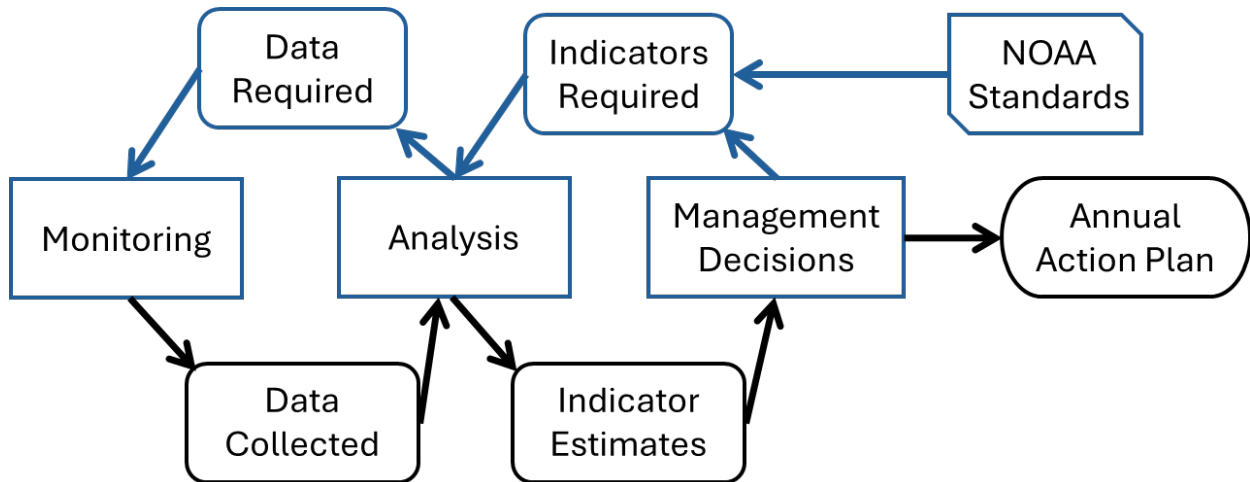 Data
Required
Indicators
Required
NOAA
Standards
Monitoring
Analysis
Management
Decisions
Annual
Action Plan
Data
Collected
Indicator
Estimates